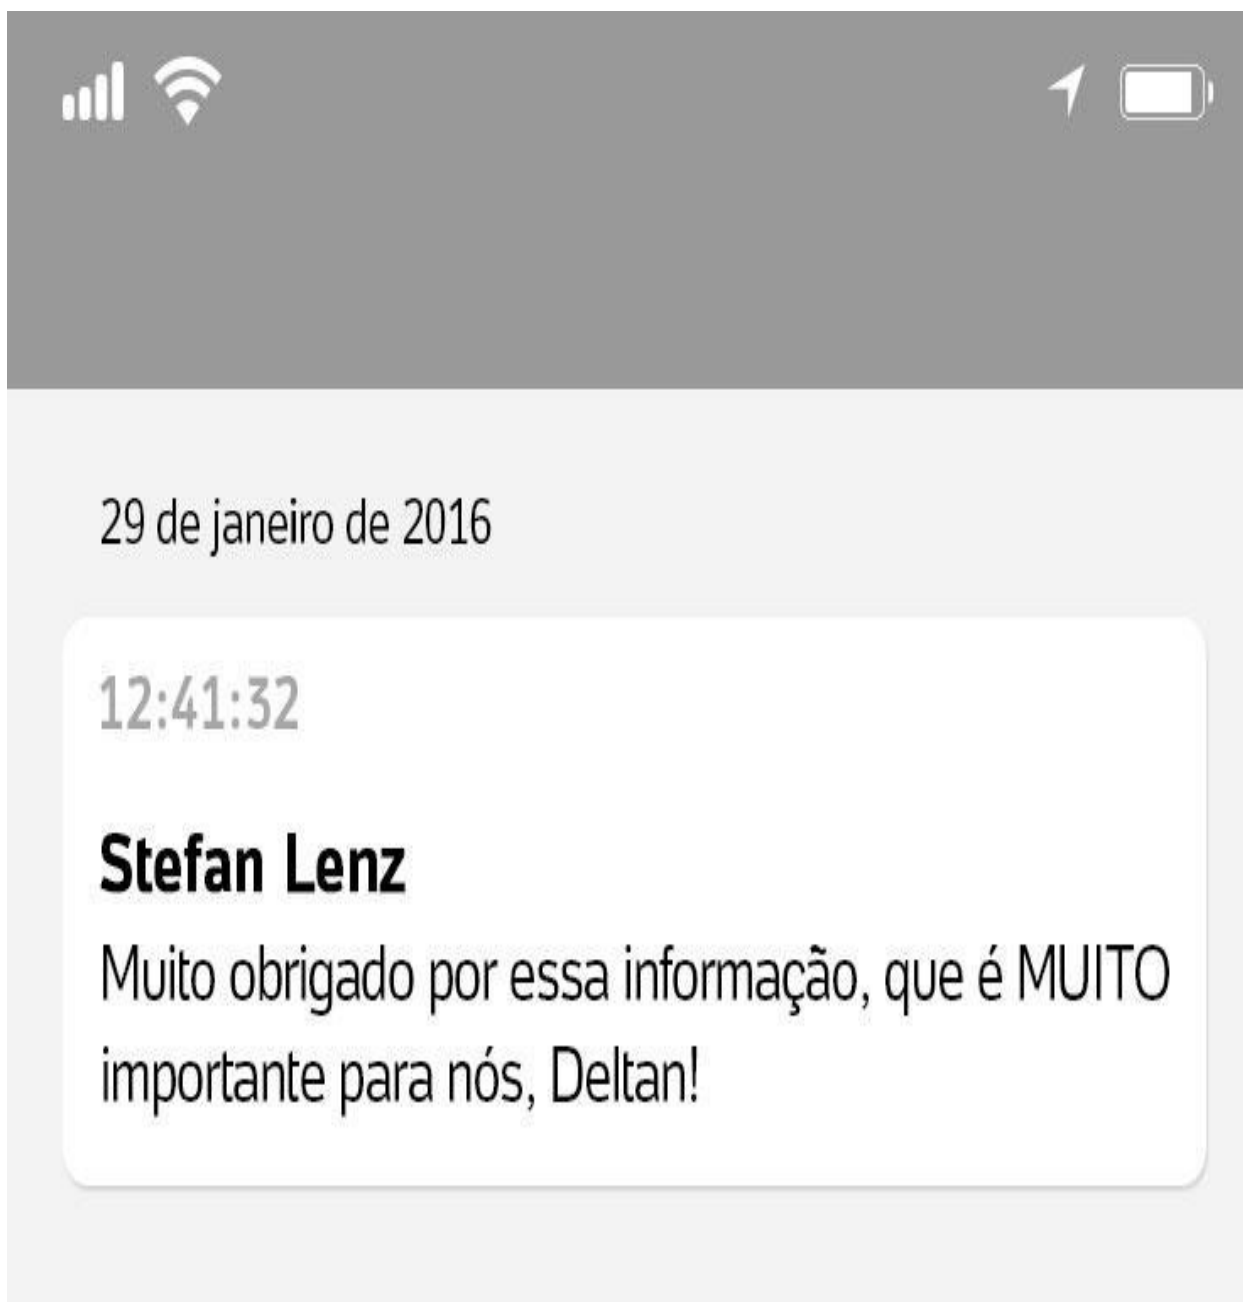 29 de janeiro de 2016
12:41:32
Stefan Lenz
Muito obrigado por essa informação, que é MUITO
importante para nós, Deltan!